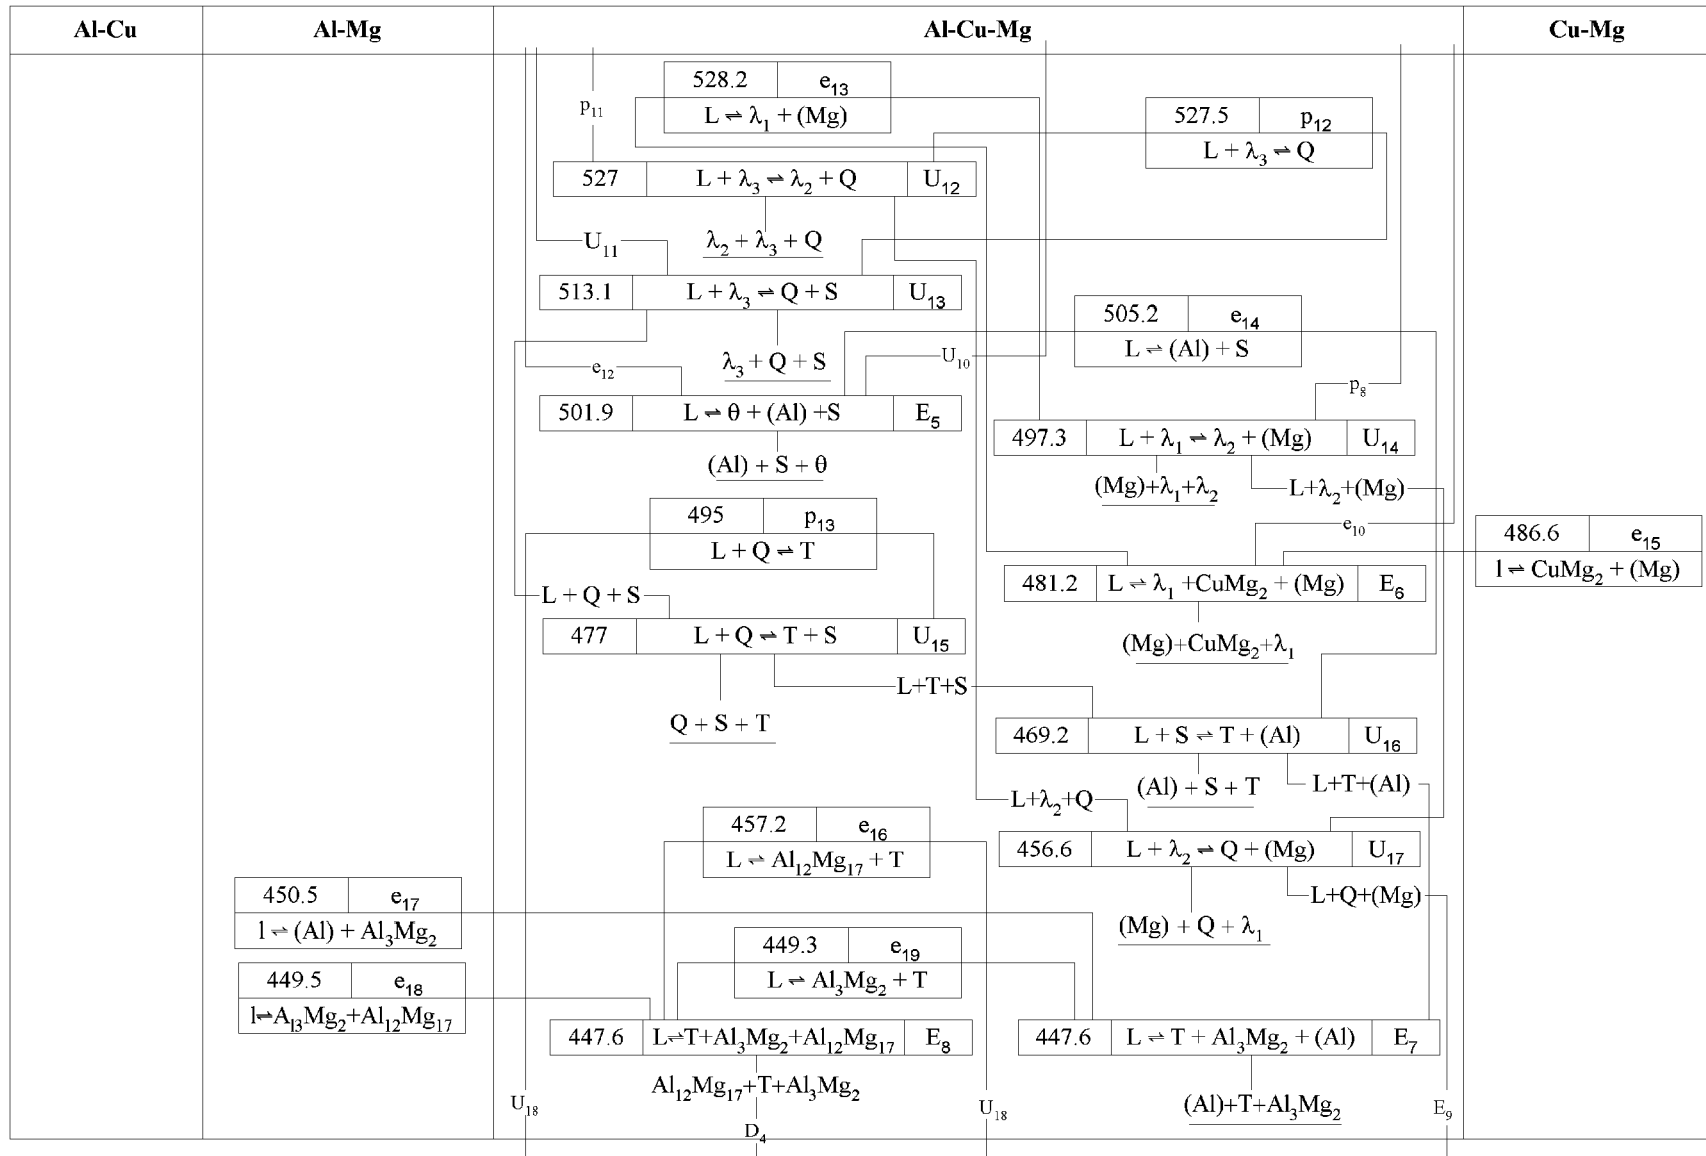 Al-Cu Al-Mg Al-Cu-Mg Cu-Mg
528.2 e₁₃
L ⇌ λ₁ + (Mg)
p₁₁
527.5 p₁₂
L + λ₃ ⇌ Q
527 L + λ₃ ⇌ λ₂ + Q U₁₂
U₁₁
λ₂ + λ₃ + Q
513.1 L + λ₃ ⇌ Q + S U₁₃
505.2 e₁₄
L ⇌ (Al) + S
λ₃ + Q + S
U₁₀
e₁₂
p₈
501.9 L ⇌ θ + (Al) +S E₅
497.3 L + λ₁ ⇌ λ₂ + (Mg) U₁₄
(Al) + S + θ
(Mg)+λ₁+λ₂
L+λ₂+(Mg)
495 p₁₃
L + Q ⇌ T
e₁₀
486.6 e₁₅
l ⇌ CuMg₂ + (Mg)
481.2 L ⇌ λ₁ +CuMg₂ + (Mg) E₆
L + Q + S
477 L + Q ⇌ T + S U₁₅
(Mg)+CuMg₂+λ₁
L+T+S
Q + S + T
469.2 L + S ⇌ T + (Al) U₁₆
(Al) + S + T
L+T+(Al)
L+λ₂+Q
457.2 e₁₆
L ⇌ Al₁₂Mg₁₇ + T
456.6 L + λ₂ ⇌ Q + (Mg) U₁₇
L+Q+(Mg)
450.5 e₁₇
l ⇌ (Al) + Al₃Mg₂
(Mg) + Q + λ₁
449.3 e₁₉
L ⇌ Al₃Mg₂ + T
449.5 e₁₈
l⇌A₁₃Mg₂+Al₁₂Mg₁₇
447.6 L⇌T+Al₃Mg₂+Al₁₂Mg₁₇ E₈
447.6 L ⇌ T + Al₃Mg₂ + (Al) E₇
Al₁₂Mg₁₇+T+Al₃Mg₂
(Al)+T+Al₃Mg₂
U₁₈
U₁₈
E₉
D₄